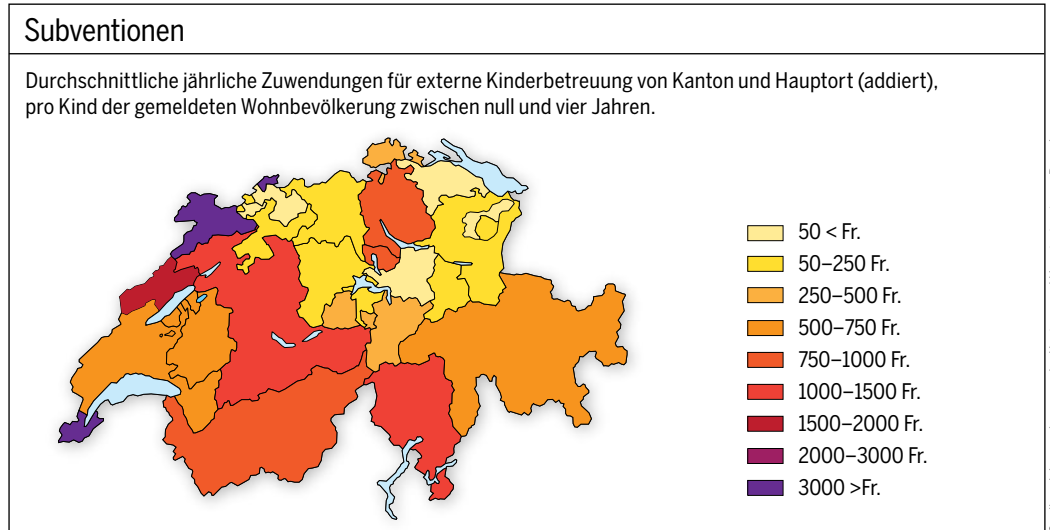 Subventionen
Durchschnittliche jährliche Zuwendungen für externe Kinderbetreuung von Kanton und Hauptort (addiert),
pro Kind der gemeldeten Wohnbevölkerung zwischen null und vier Jahren.
50 < Fr.
50–250 Fr.
250–500 Fr.
500–750 Fr.
750–1000 Fr.
1000–1500 Fr.
1500–2000 Fr.
2000–3000 Fr.
3000 >Fr.